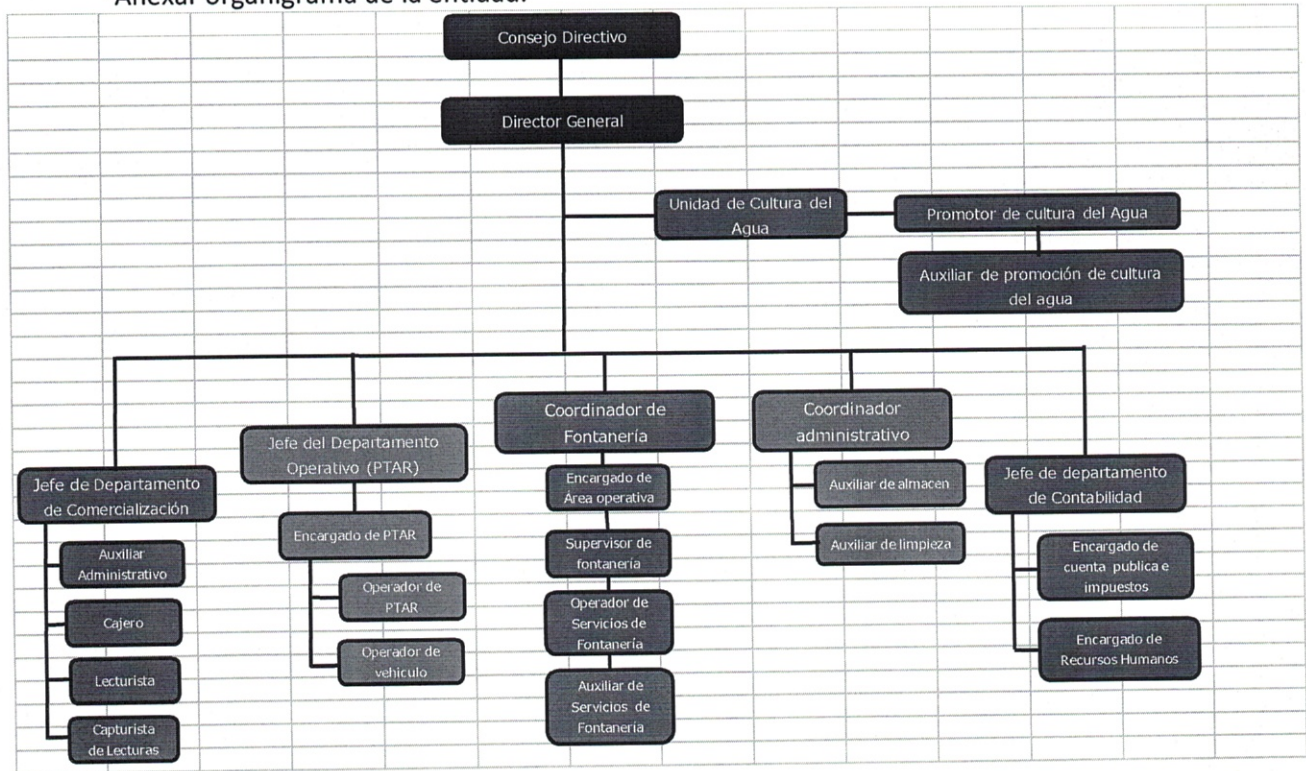 Anexar organigrama de la entidad.
Consejo Directivo
Director General
Unidad de Cultura del
Agua
Promotor de cultura del Agua
Auxiliar de promoción de cultura
del agua
Jefe de Departamento
de Comercialización
Auxiliar
Administrativo
Cajero
Lecturista
Capturista
de Lecturas
Jefe del Departamento
Operativo (PTAR)
Encargado de PTAR
Operador de
PTAR
Operador de
vehiculo
Coordinador de
Fontanería
Encargado de
Área operativa
Supervisor de
fontanería
Operador de
Servicios de
Fontanería
Auxiliar de
Servicios de
Fontanería
Coordinador
administrativo
Auxiliar de almacen
Auxiliar de limpieza
Jefe de departamento
de Contabilidad
Encargado de
cuenta publica e
impuestos
Encargado de
Recursos Humanos